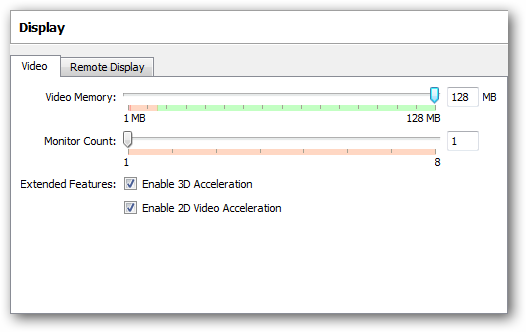 Display
Video Remote Display
Video Memory: 128 MB
1 MB 128 MB
Monitor Count: 1
1 8
Extended Features: Enable 3D Acceleration
Enable 2D Video Acceleration